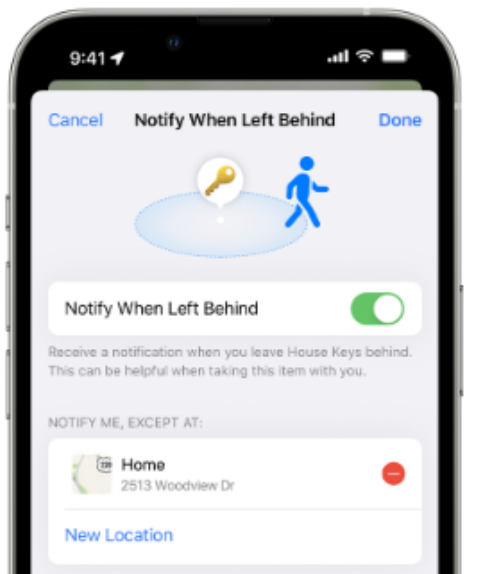 9:41
Cancel Notify When Left Behind Done
Notify When Left Behind
Receive a notification when you leave House Keys behind.
This can be helpful when taking this item with you.
NOTIFY ME, EXCEPT AT:
Home
2513 Woodview Dr
New Location